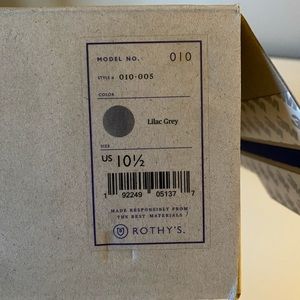 MODEL NO. 010
STYLE # 010-005
COLOR
Lilac Grey
SIZE
US 10½
1 92249 05137 7
MADE RESPONSIBLY FROM
THE BEST MATERIALS
ROTHY'S.